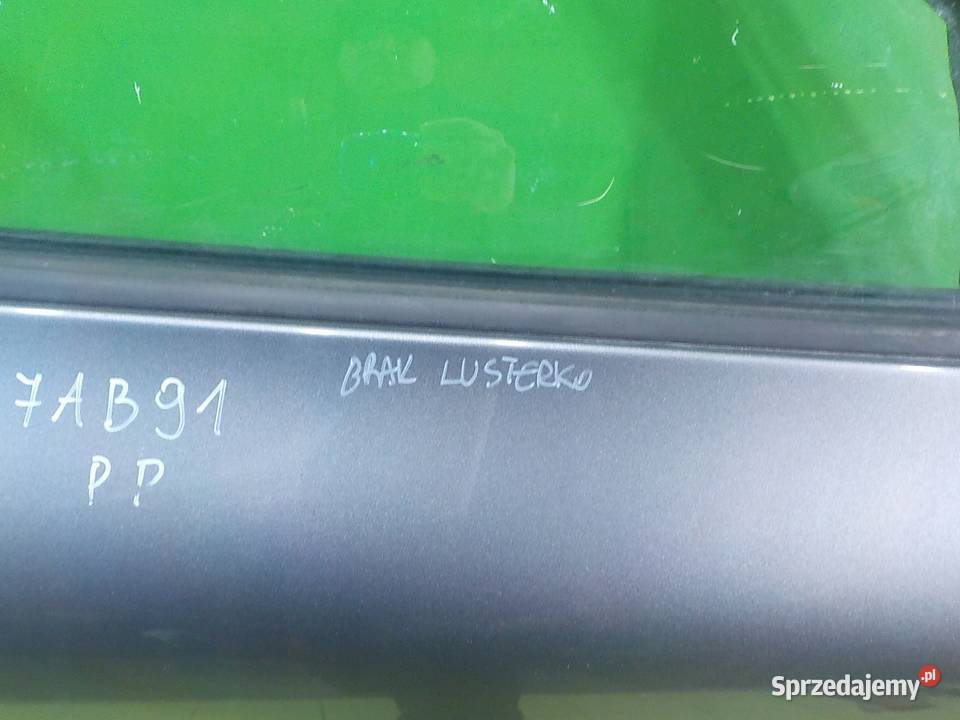 7AB91
PP
BRAK LUSTERKO
Sprzedajemy.pl